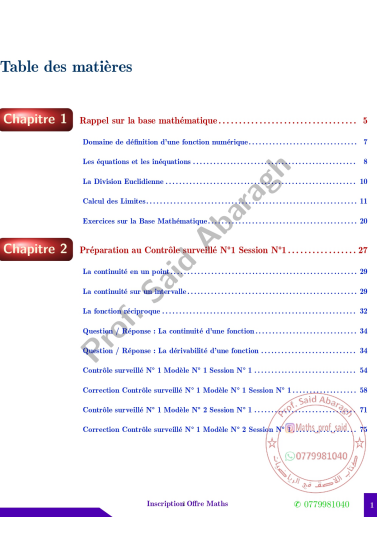 Table des matières
Chapitre 1 Rappel sur la base mathématique 5
Domaine de définition d'une fonction numérique 7
Les équations et les inéquations 8
La Division Euclidienne 10
Calcul des Limites 11
Exercices sur la Base Mathématique 20
Chapitre 2 Préparation au Contrôle surveillé N°1 Session N°1 27
La continuité en un point 29
La continuité sur un intervalle 29
La fonction réciproque 32
Question / Réponse : La continuité d'une fonction 34
Question / Réponse : La dérivabilité d'une fonction 34
Contrôle surveillé N° 1 Modèle N° 1 Session N° 1 54
Correction Contrôle surveillé N° 1 Modèle N° 1 Session N° 1 58
Contrôle surveillé N° 1 Modèle N° 2 Session N° 1 71
Correction Contrôle surveillé N° 1 Modèle N° 2 Session N° 1 75
Prof. Said Abaragh
Prof. Said Abaragh
Maths_prof_said
0779981040
Inscription Offre Maths
0779981040
1